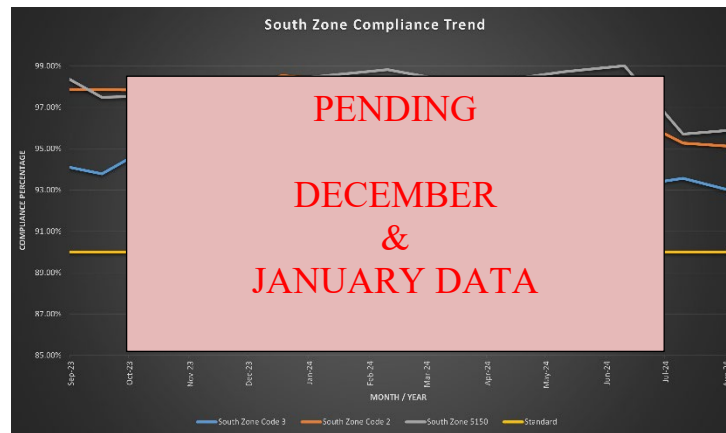 South Zone Compliance Trend
99.00%
97.00%
95.00%
93.00%
91.00%
89.00%
87.00%
85.00%
COMPLIANCE PERCENTAGE
PENDING
DECEMBER
&
JANUARY DATA
Sep-23
Oct-23
Nov-23
Dec-23
Jan-24
Feb-24
Mar-24
Apr-24
May-24
Jun-24
Jul-24
MONTH / YEAR
South Zone Code 3
South Zone Code 2
South Zone 5150
Standard